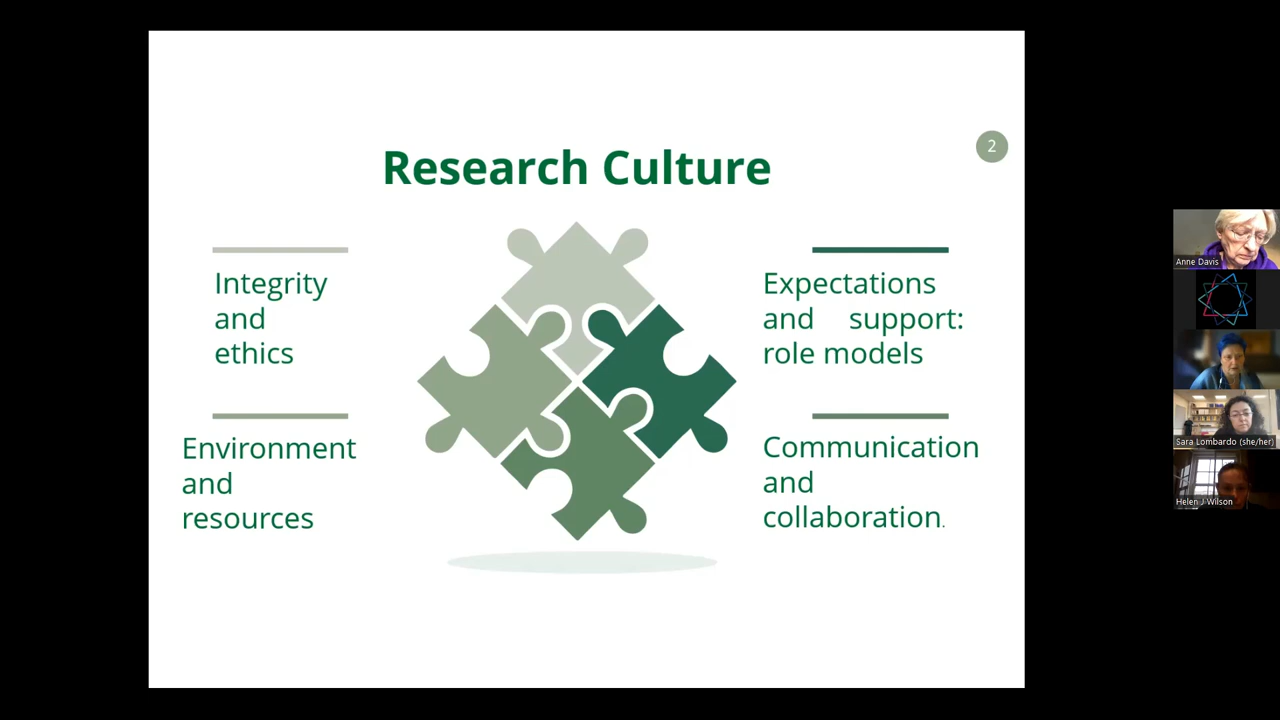 2
Research Culture
Integrity
and
ethics
Expectations
and support:
role models
Environment
and
resources
Communication
and
collaboration.
Anne Davis
Sara Lombardo (she/her)
Helen J Wilson